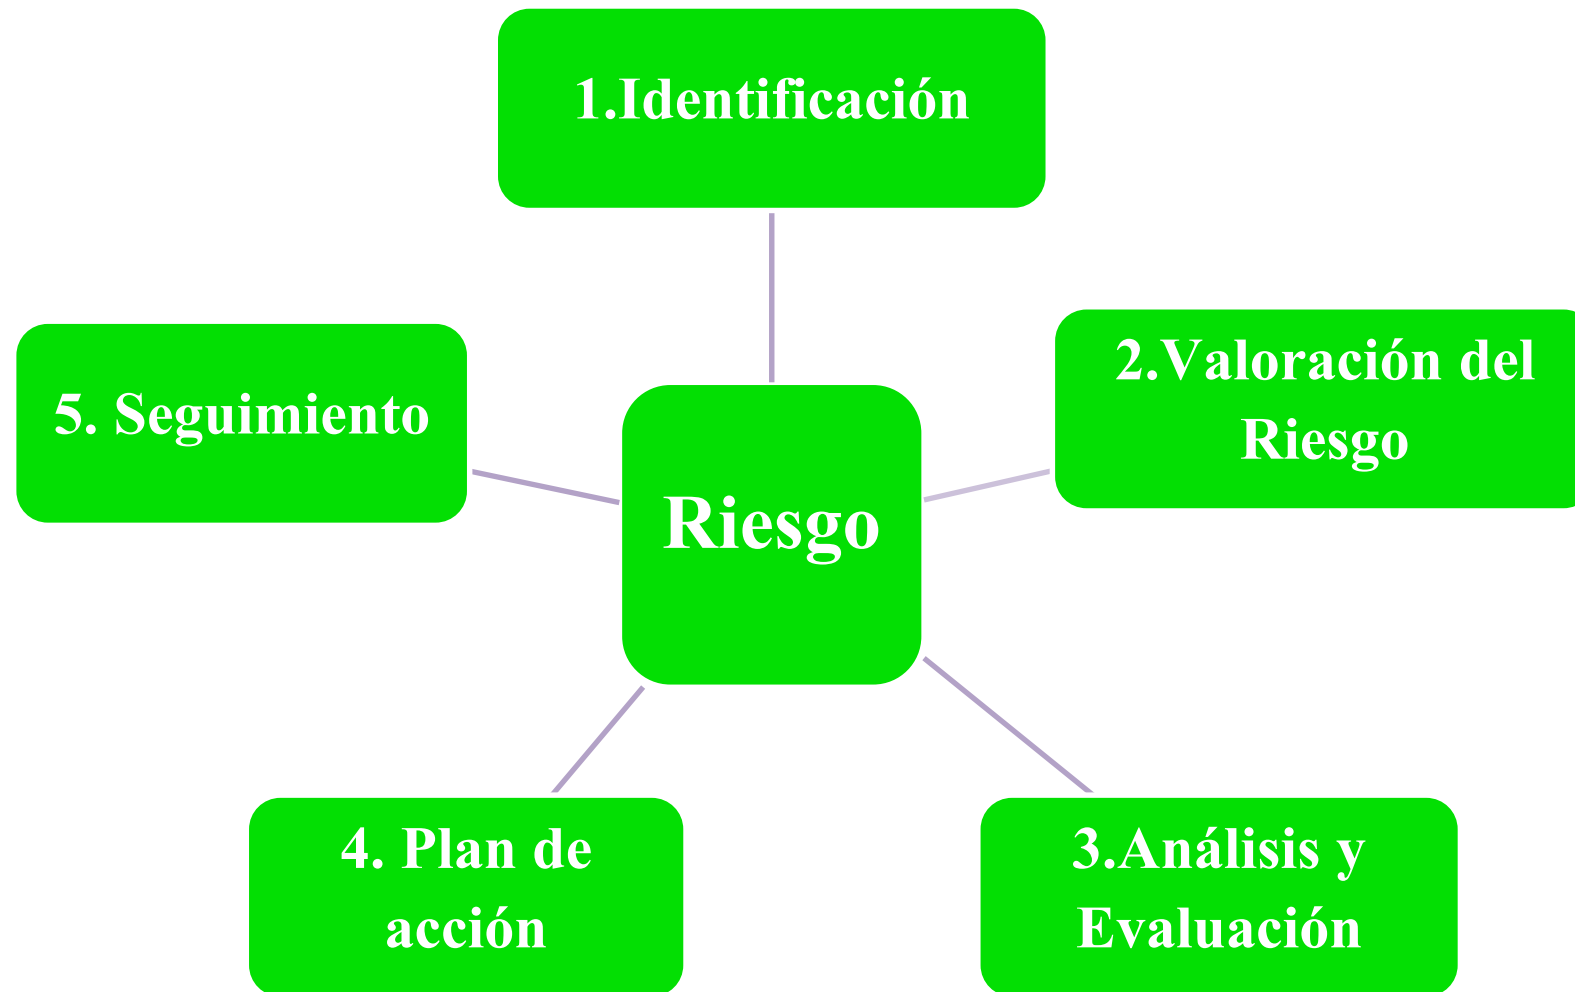 1.Identificación
2.Valoración del
Riesgo
5. Seguimiento
Riesgo
4. Plan de
acción
3.Análisis y
Evaluación